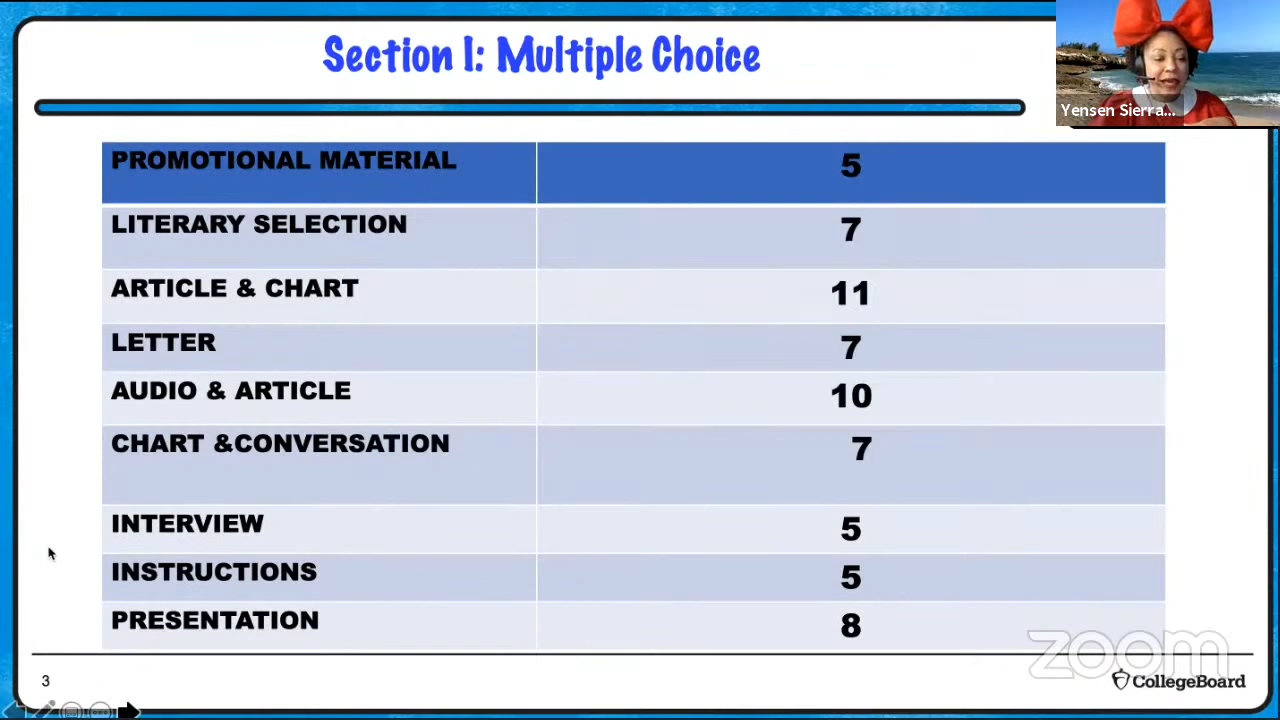 Section I: Multiple Choice
Yensen Sierra...
PROMOTIONAL MATERIAL 5
LITERARY SELECTION 7
ARTICLE & CHART 11
LETTER 7
AUDIO & ARTICLE 10
CHART &CONVERSATION 7
INTERVIEW 5
INSTRUCTIONS 5
PRESENTATION 8
zoom
3
CollegeBoard